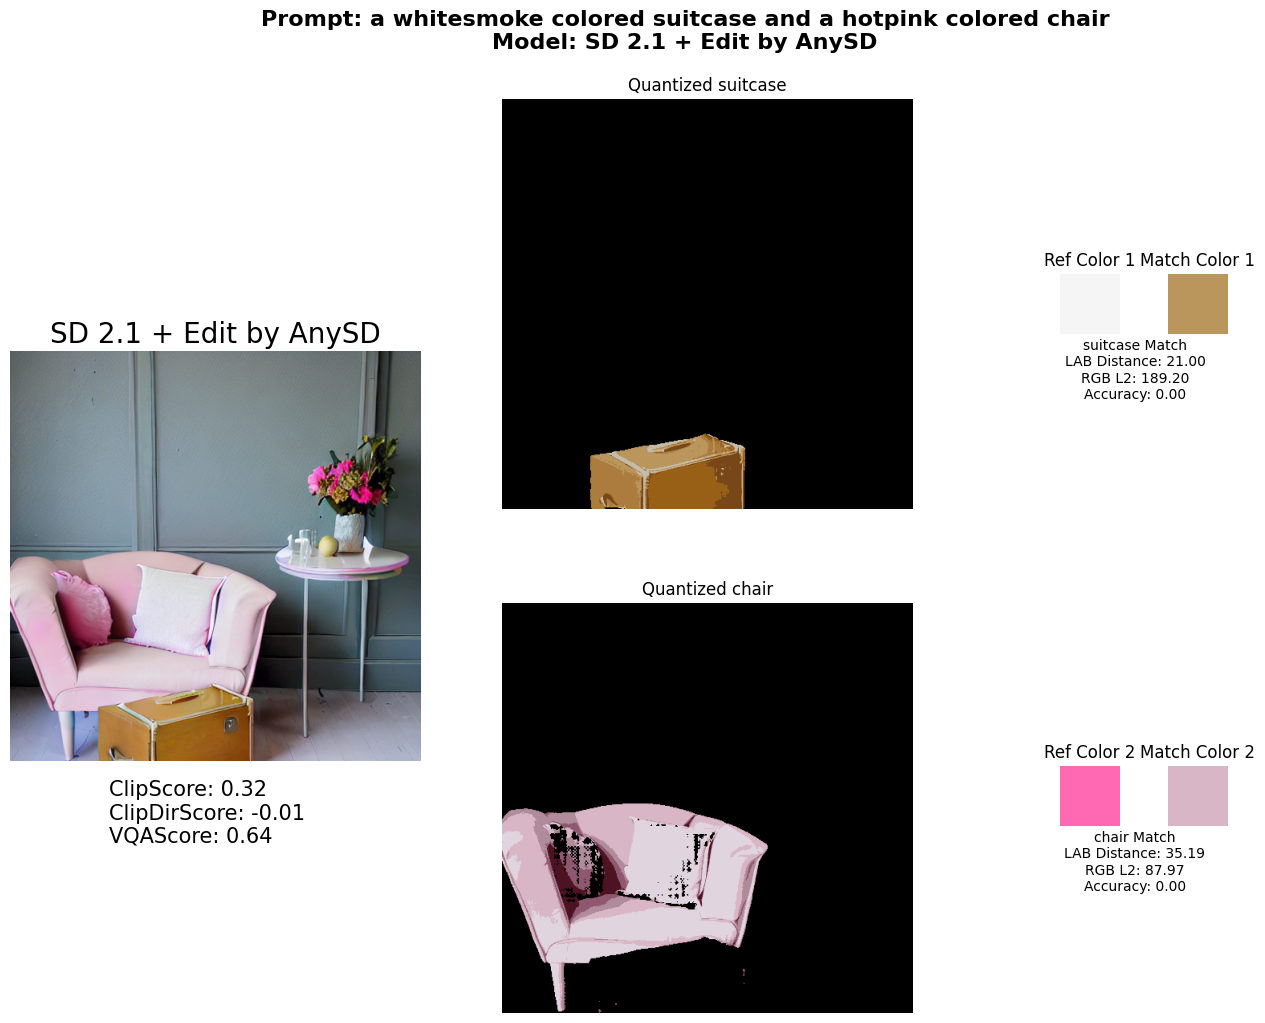 Prompt: a whitesmoke colored suitcase and a hotpink colored chair
Model: SD 2.1 + Edit by AnySD
Quantized suitcase
Ref Color 1 Match Color 1
suitcase Match
LAB Distance: 21.00
RGB L2: 189.20
Accuracy: 0.00
SD 2.1 + Edit by AnySD
ClipScore: 0.32
ClipDirScore: -0.01
VQAScore: 0.64
Quantized chair
Ref Color 2 Match Color 2
chair Match
LAB Distance: 35.19
RGB L2: 87.97
Accuracy: 0.00